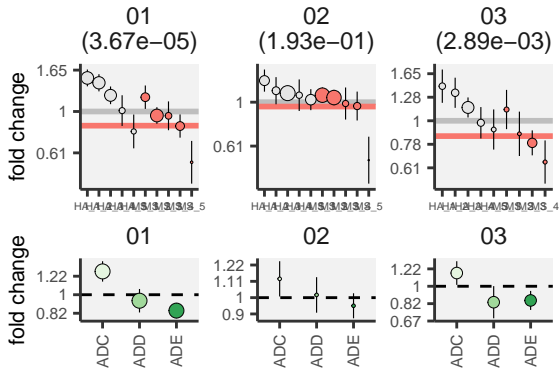 01
(3.67e−05)
02
(1.93e−01)
03
(2.89e−03)
fold change
1.65
1
0.61
1
0.61
1.65
1.28
1
0.78
0.61
01
02
03
fold change
1.22
1
0.82
1.22
1.11
1
0.9
1.22
1
0.82
0.67
ADC
ADD
ADE
ADC
ADD
ADE
ADC
ADD
ADE